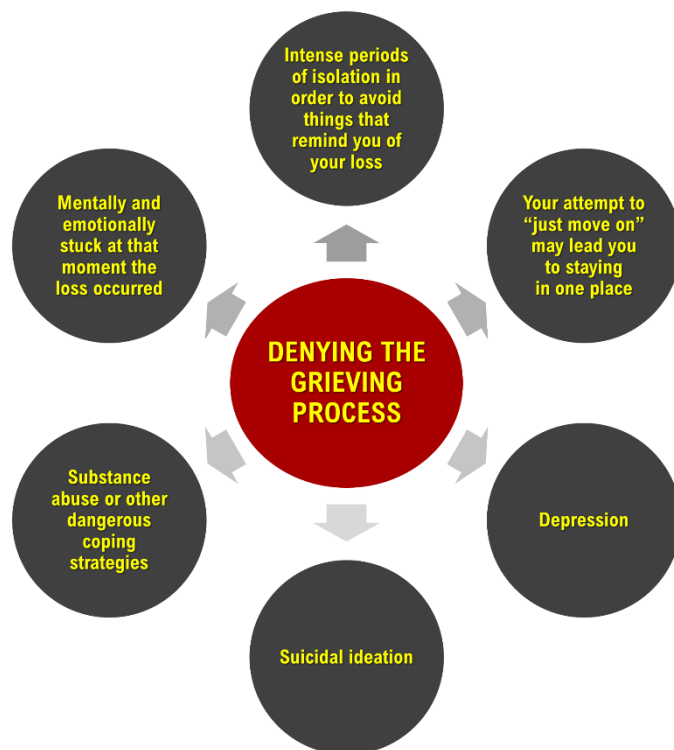 Intense periods
of isolation in
order to avoid
things that
remind you of
your loss
Your attempt to
“just move on”
may lead you
to staying
in one place
Depression
Suicidal ideation
Substance
abuse or other
dangerous
coping
strategies
Mentally and
emotionally
stuck at that
moment the
loss occurred
DENYING THE
GRIEVING
PROCESS